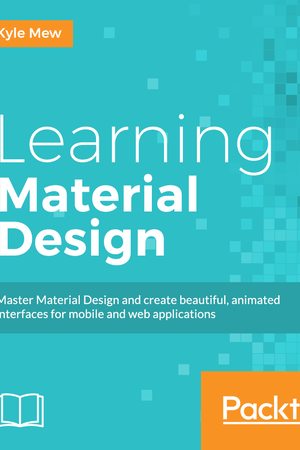 Kyle Mew
Learning
Material
Design
Master Material Design and create beautiful, animated
interfaces for mobile and web applications
Packt